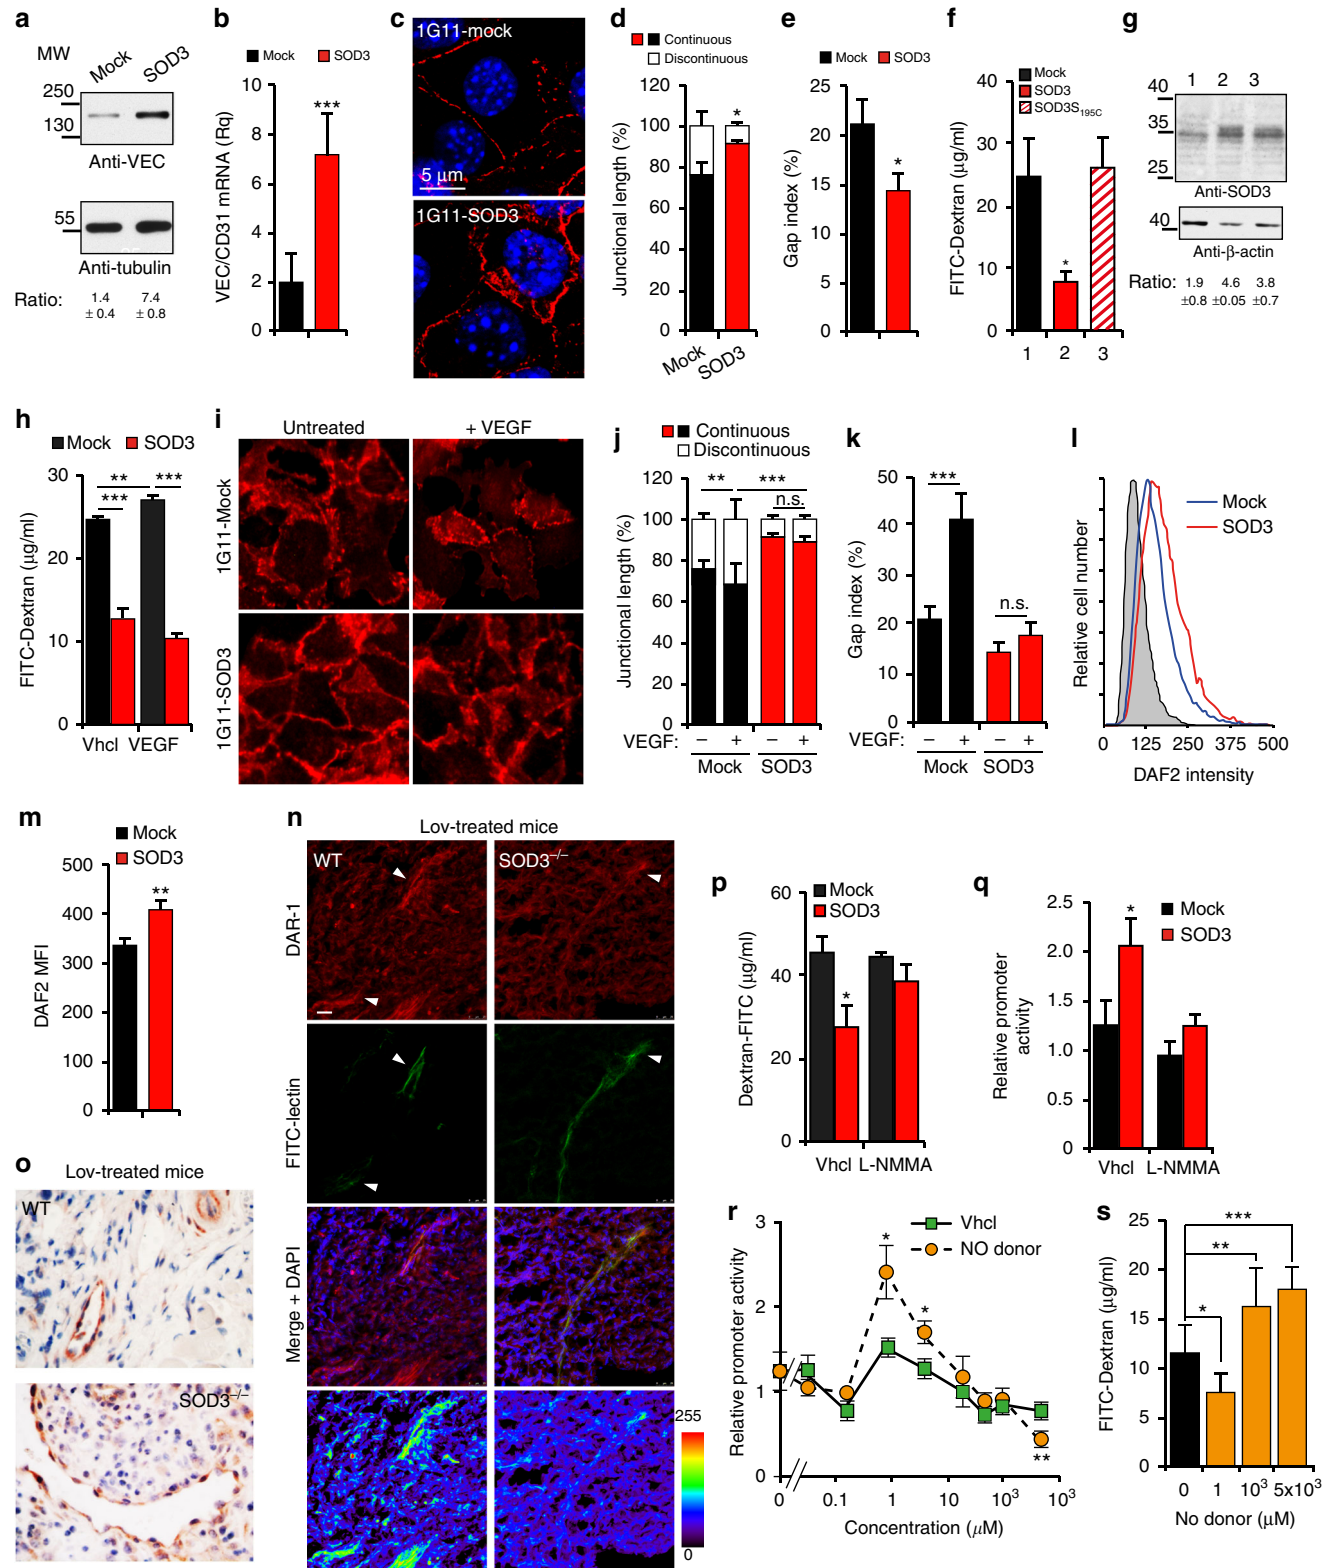 a
MW
Mock
SOD3
250
130
Anti-VEC
55
Anti-tubulin
Ratio:
1.4 7.4
± 0.4 ± 0.8
b
Mock SOD3
VEC/CD31 mRNA (Rq)
10
8
6
4
2
0
***
c
1G11-mock
5 μm
1G11-SOD3
d
Continuous
Discontinuous
Junctional length (%)
120
100
80
60
40
20
0
*
Mock
SOD3
e
Mock SOD3
Gap index (%)
25
20
15
10
5
0
*
f
Mock
SOD3
SOD3S195C
FITC-Dextran (μg/ml)
40
30
20
10
0
*
1 2 3
g
1 2 3
40
35
25
Anti-SOD3
40
Anti-β-actin
Ratio:
1.9 4.6 3.8
±0.8 ±0.05 ±0.7
h
Mock SOD3
FITC-Dextran (μg/ml)
30
20
10
0
** ***
***
Vhcl VEGF
i
Untreated + VEGF
1G11-Mock
1G11-SOD3
j
Continuous
Discontinuous
Junctional length (%)
120
100
80
60
40
20
0
** ***
n.s.
VEGF: – + – +
Mock SOD3
k
Gap index (%)
50
40
30
20
10
0
***
n.s.
VEGF: – + – +
Mock SOD3
l
Relative cell number
Mock
SOD3
0 125 250 375 500
DAF2 intensity
m
Mock
SOD3
DAF2 MFI
500
400
300
200
100
0
**
n
Lov-treated mice
WT SOD3–/–
DAR-1
FITC-lectin
Merge + DAPI
255
0
o
Lov-treated mice
WT
SOD3–/–
p
Mock
SOD3
Dextran-FITC (μg/ml)
60
40
20
0
*
Vhcl L-NMMA
q
Mock
SOD3
Relative promoter
activity
2.5
2.0
1.5
1.0
0.5
0
*
Vhcl L-NMMA
r
Vhcl
NO donor
Relative promoter activity
3
2
1
0
*
*
**
0 0.1 1 10 10³ 10³
Concentration (μM)
s
FITC-Dextran (μg/ml)
25
20
15
10
5
0
***
**
*
0 1 10³ 5x10³
No donor (μM)